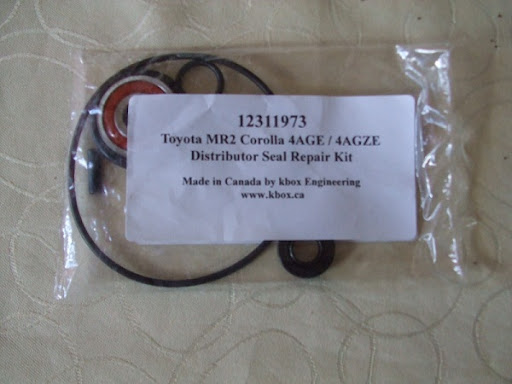 12311973
Toyota MR2 Corolla 4AGE / 4AGZE
Distributor Seal Repair Kit
Made in Canada by kbox Engineering
www.kbox.ca